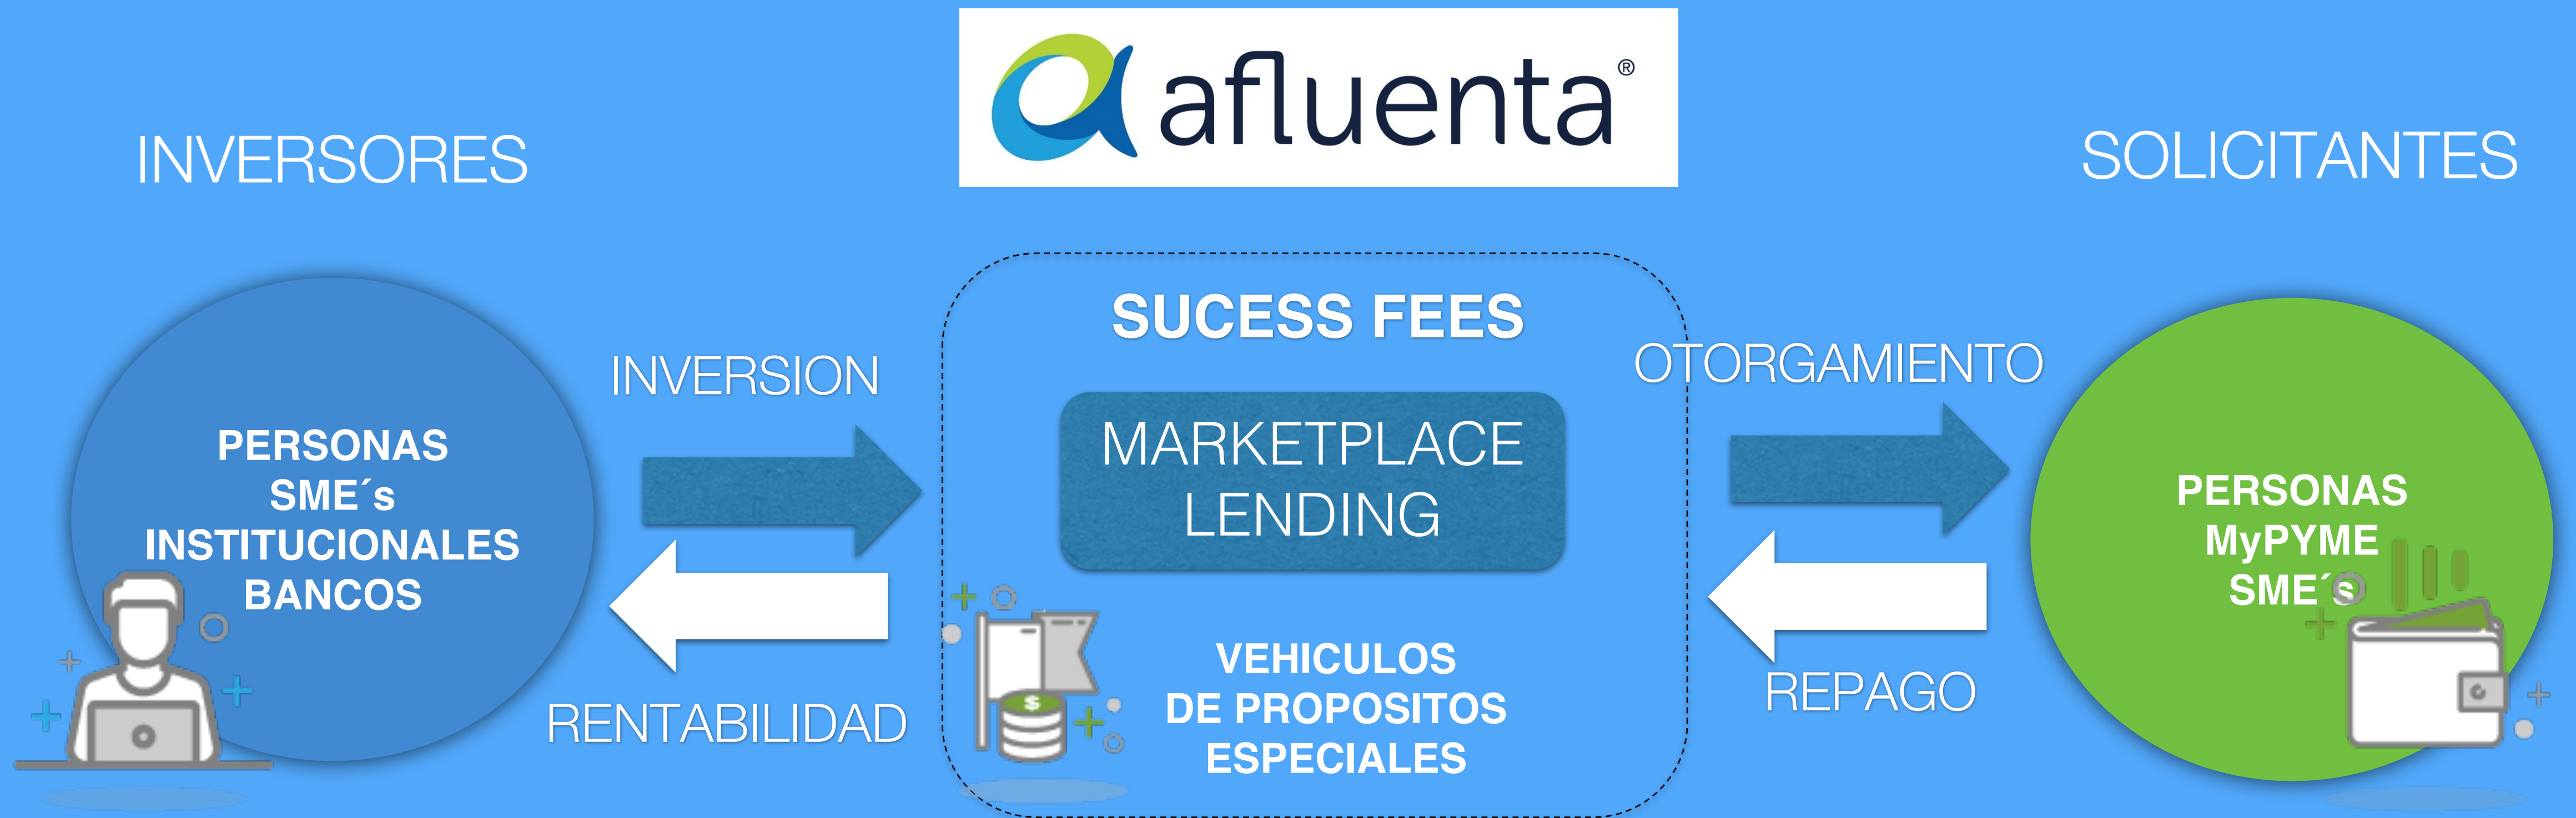 afluenta®
INVERSORES
SOLICITANTES
SUCESS FEES
INVERSION
OTORGAMIENTO
PERSONAS
SME´s
INSTITUCIONALES
BANCOS
MARKETPLACE
LENDING
PERSONAS
MyPYME
SME´s
RENTABILIDAD
VEHICULOS
DE PROPOSITOS
ESPECIALES
REPAGO
$